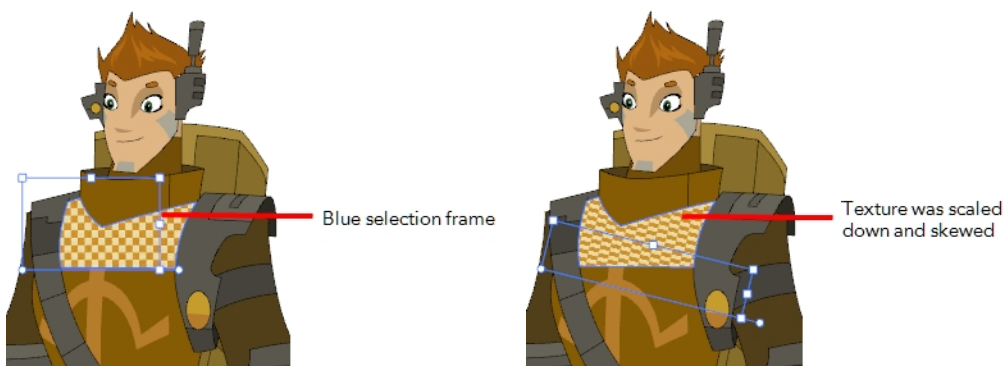 Blue selection frame
Texture was scaled
down and skewed